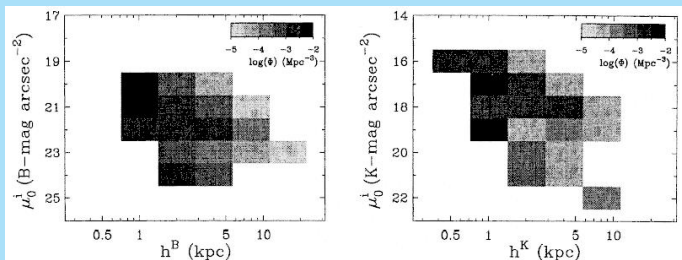 -5 -4 -3 -2
log(Φ) (Mpc⁻³)
17
19
21
23
25
μ₀ⁱ (B-mag arcsec⁻²)
0.5 1 5 10
hᴮ (kpc)
-5 -4 -3 -2
log(Φ) (Mpc⁻³)
14
16
18
20
22
μ₀ⁱ (K-mag arcsec⁻²)
0.5 1 5 10
hᴷ (kpc)